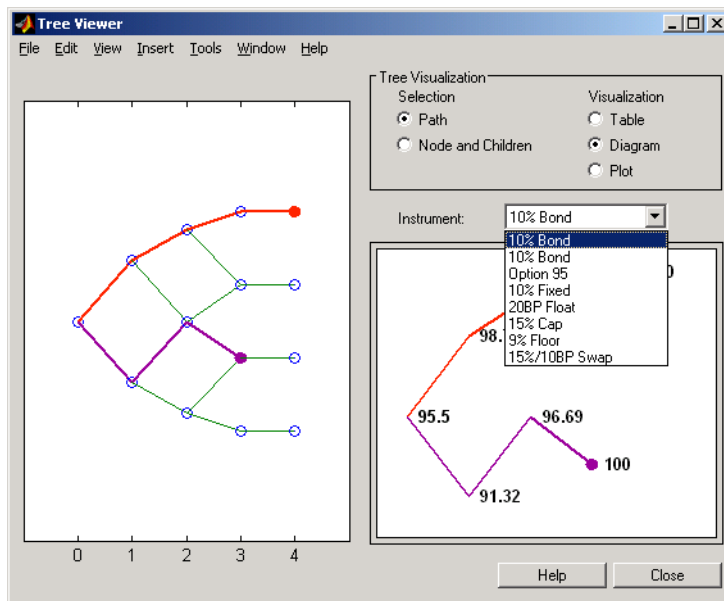 Tree Viewer
File Edit View Insert Tools Window Help
Tree Visualization
Selection
Visualization
Path
Table
Node and Children
Diagram
Plot
Instrument:
10% Bond
10% Bond
10% Bond
Option 95
10% Fixed
20BP Float
15% Cap
9% Floor
15%/10BP Swap
95.5
96.69
100
91.32
0 1 2 3 4
Help
Close